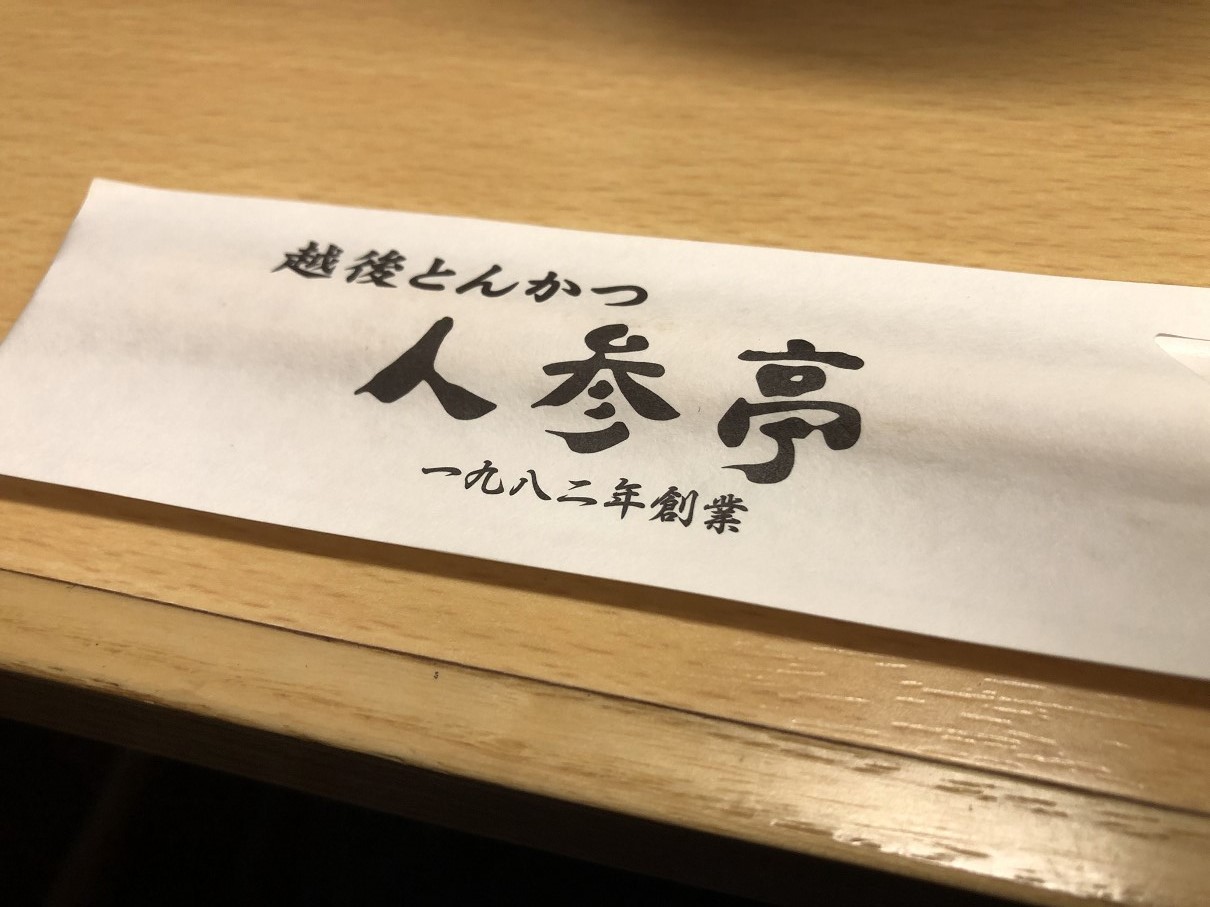 越後とんかつ
人参亭
一九八二年創業